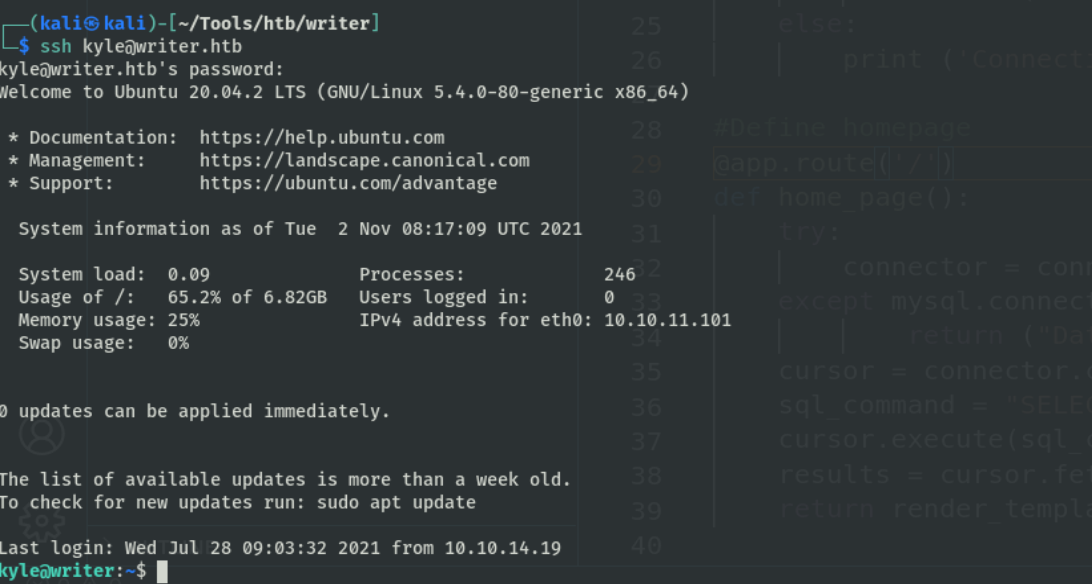 ┌──(kali㉿kali)-[~/Tools/htb/writer]
└─$ ssh kyle@writer.htb
kyle@writer.htb's password:
Welcome to Ubuntu 20.04.2 LTS (GNU/Linux 5.4.0-80-generic x86_64)
* Documentation: https://help.ubuntu.com
* Management: https://landscape.canonical.com
* Support: https://ubuntu.com/advantage
System information as of Tue 2 Nov 08:17:09 UTC 2021
System load: 0.09 Processes: 246
Usage of /: 65.2% of 6.82GB Users logged in: 0
Memory usage: 25% IPv4 address for eth0: 10.10.11.101
Swap usage: 0%
0 updates can be applied immediately.
The list of available updates is more than a week old.
To check for new updates run: sudo apt update
Last login: Wed Jul 28 09:03:32 2021 from 10.10.14.19
kyle@writer:~$
25 else:
26 print ('Connecti
28 #Define homepage
29 @app.route('/')
30 def home_page():
31 try:
32 connector = conn
33 except mysql.connec
34 return ("Dat
35 cursor = connector.c
36 sql_command = "SELEC
37 cursor.execute(sql_c
38 results = cursor.fe
39 return render_templa
40